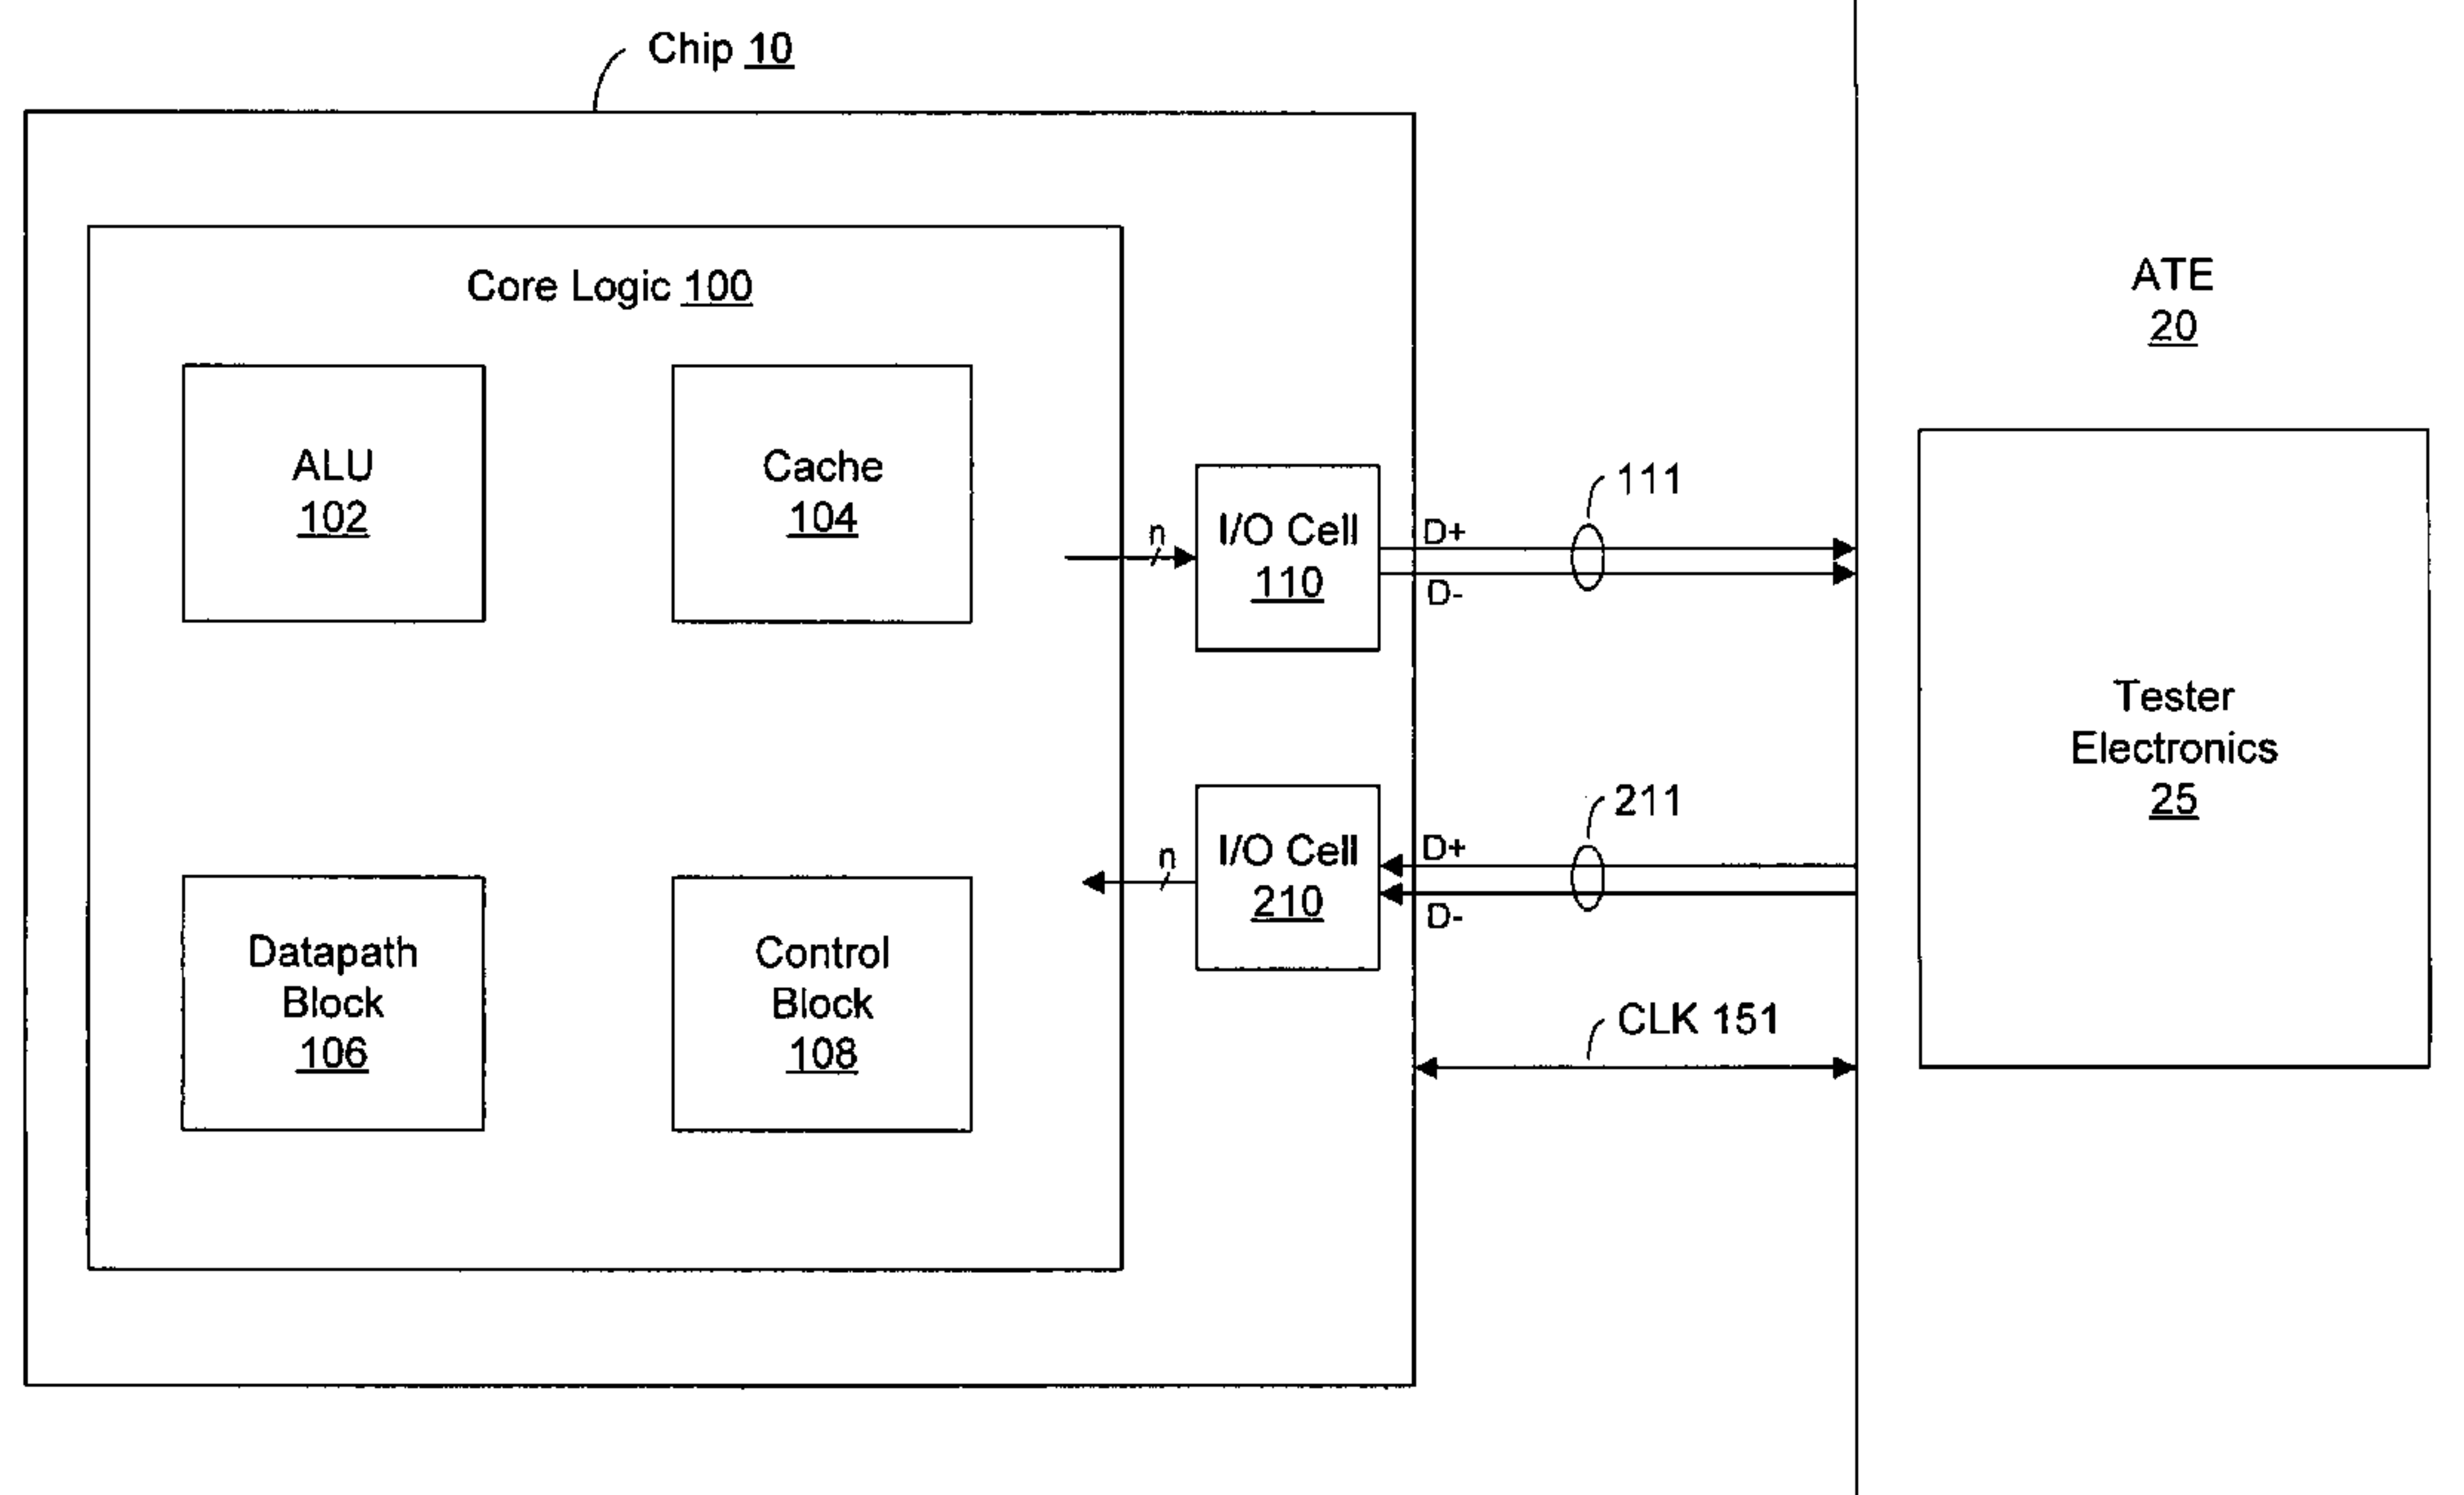 Chip 10
Core Logic 100
ALU
102
Cache
104
Datapath
Block
106
Control
Block
108
n
I/O Cell
110
D+
D-
111
n
I/O Cell
210
D+
D-
211
CLK 151
ATE
20
Tester
Electronics
25